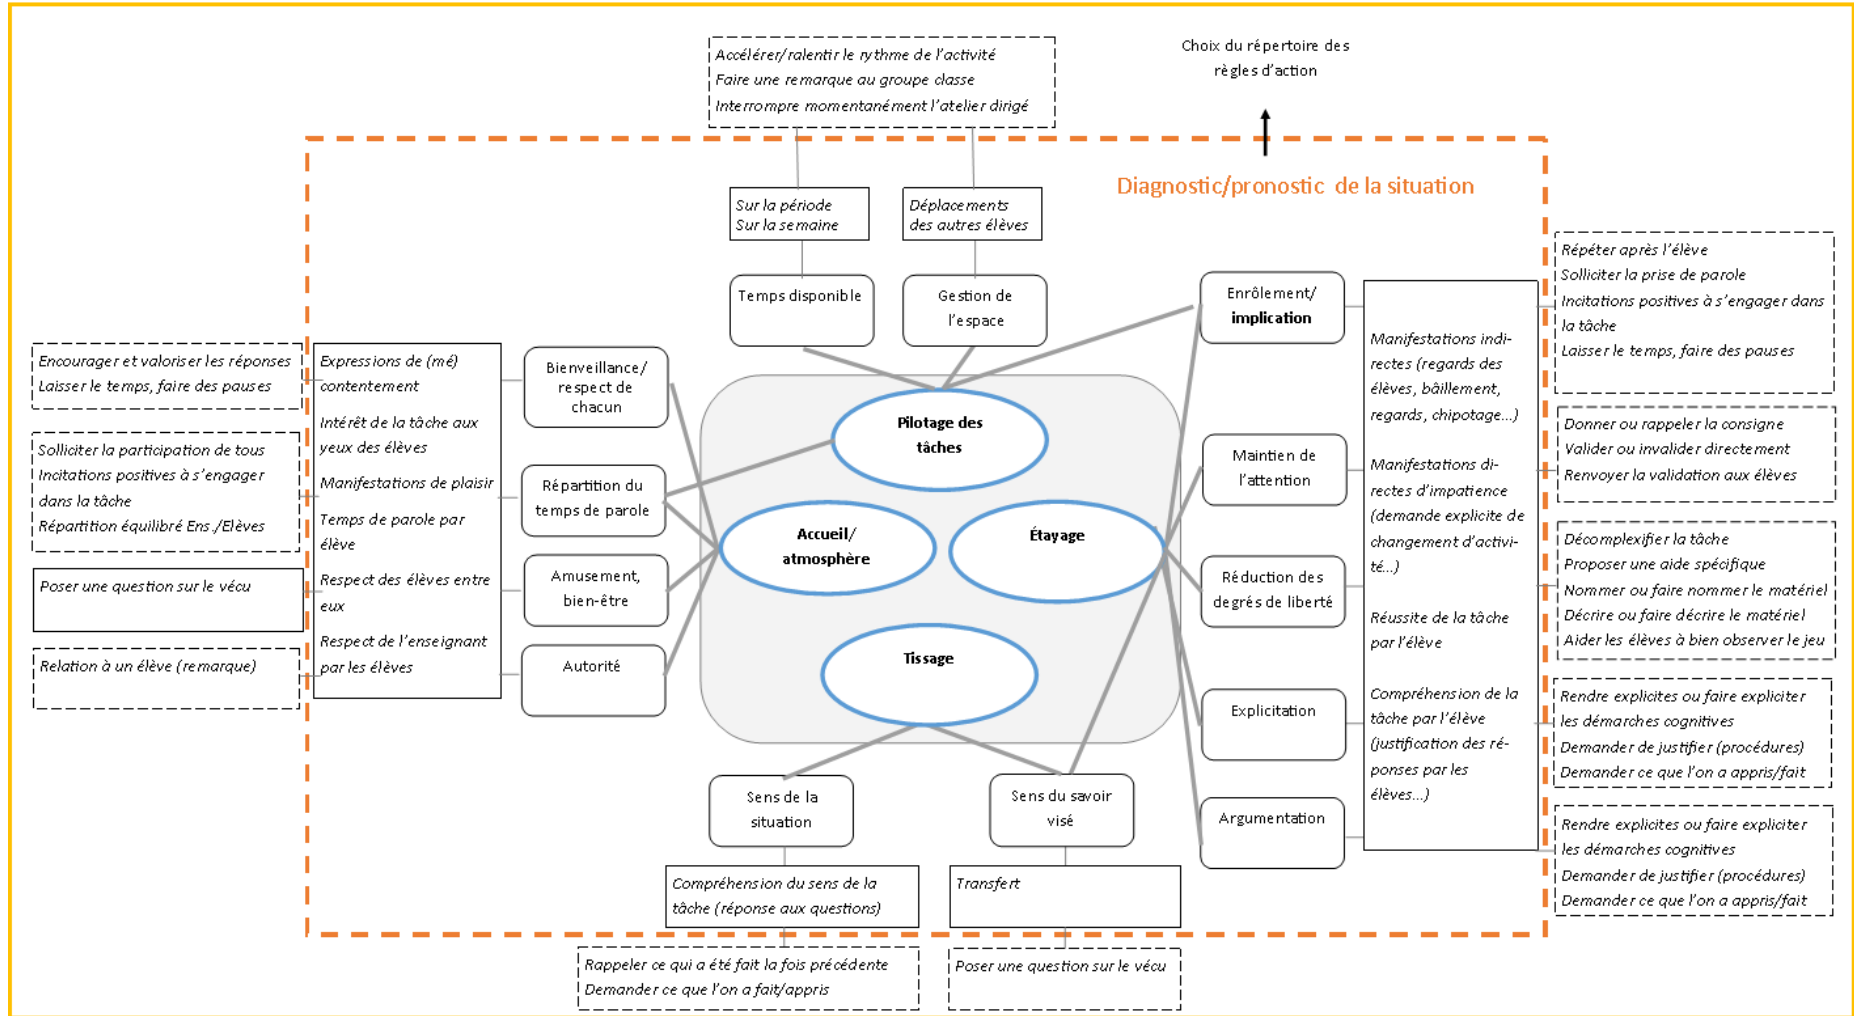 Accélérer/ralentir le rythme de l'activité
Faire une remarque au groupe classe
Interrompre momentanément l'atelier dirigé
Choix du répertoire des
règles d'action
Diagnostic/pronostic de la situation
Sur la période
Sur la semaine
Déplacements
des autres élèves
Temps disponible
Gestion de
l'espace
Enrôlement/
implication
Répéter après l'élève
Solliciter la prise de parole
Incitations positives à s'engager dans
la tâche
Laisser le temps, faire des pauses
Encourager et valoriser les réponses
Laisser le temps, faire des pauses
Solliciter la participation de tous
Incitations positives à s'engager
dans la tâche
Répartition équilibré Ens./Elèves
Poser une question sur le vécu
Relation à un élève (remarque)
Expressions de (mé)
contentement
Intérêt de la tâche aux
yeux des élèves
Manifestations de plaisir
Temps de parole par
élève
Respect des élèves entre
eux
Respect de l'enseignant
par les élèves
Bienveillance/
respect de
chacun
Répartition du
temps de parole
Amusement,
bien-être
Autorité
Pilotage des
tâches
Accueil/
atmosphère
Étayage
Tissage
Maintien de
l'attention
Réduction des
degrés de liberté
Explicitation
Argumentation
Manifestations indi-
rectes (regards des
élèves, bâillement,
regards, chipotage...)
Manifestations di-
rectes d'impatience
(demande explicite de
changement d'activi-
té...)
Réussite de la tâche
par l'élève
Compréhension de la
tâche par l'élève
(justification des ré-
ponses par les
élèves...)
Donner ou rappeler la consigne
Valider ou invalider directement
Renvoyer la validation aux élèves
Décomplexifier la tâche
Proposer une aide spécifique
Nommer ou faire nommer le matériel
Décrire ou faire décrire le matériel
Aider les élèves à bien observer le jeu
Rendre explicites ou faire expliciter
les démarches cognitives
Demander de justifier (procédures)
Demander ce que l'on a appris/fait
Rendre explicites ou faire expliciter
les démarches cognitives
Demander de justifier (procédures)
Demander ce que l'on a appris/fait
Sens de la
situation
Sens du savoir
visé
Compréhension du sens de la
tâche (réponse aux questions)
Transfert
Rappeler ce qui a été fait la fois précédente
Demander ce que l'on a fait/appris
Poser une question sur le vécu